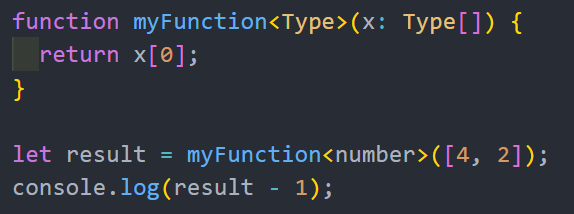 function myFunction<Type>(x: Type[]) {
  return x[0];
}

let result = myFunction<number>([4, 2]);
console.log(result - 1);